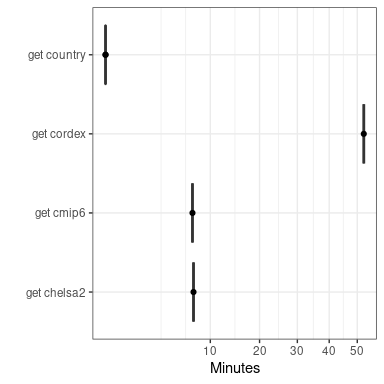 get country
get cordex
get cmip6
get chelsa2
10 20 30 40 50
Minutes